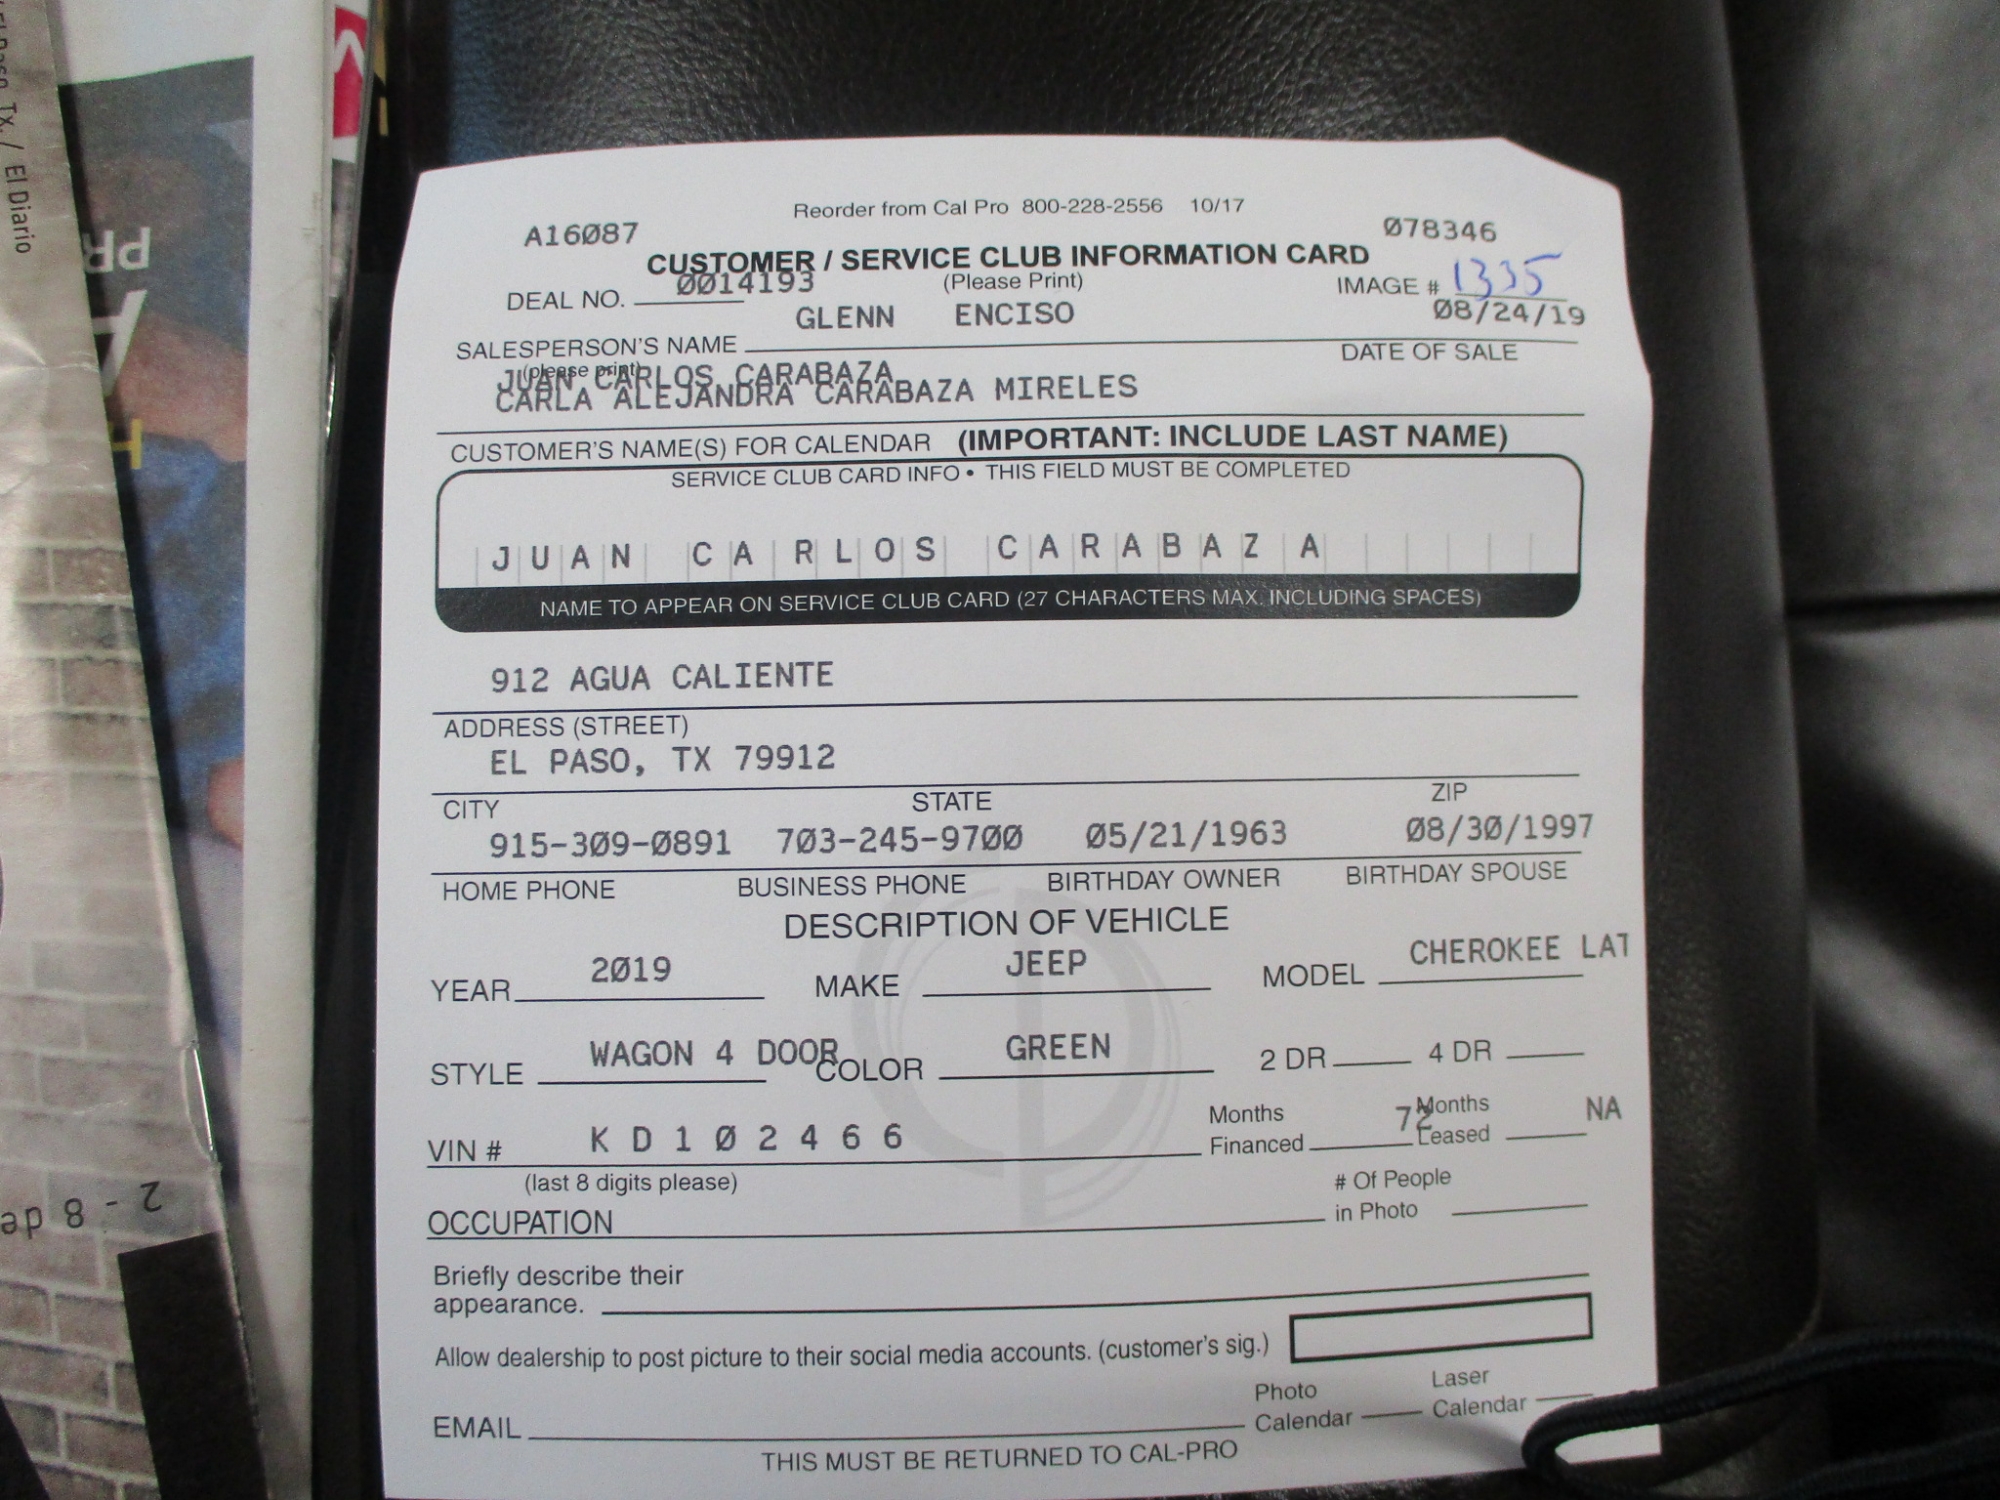 Paso Tx. / El Diario
PR
2 - 8 de
Reorder from Cal Pro 800-228-2556 10/17
A16087 078346
CUSTOMER / SERVICE CLUB INFORMATION CARD
DEAL NO. 0014193 (Please Print) IMAGE # 1335
GLENN ENCISO 08/24/19
SALESPERSON'S NAME DATE OF SALE
(please print)
JUAN CARLOS CARABAZA
CARLA ALEJANDRA CARABAZA MIRELES
CUSTOMER'S NAME(S) FOR CALENDAR (IMPORTANT: INCLUDE LAST NAME)
SERVICE CLUB CARD INFO • THIS FIELD MUST BE COMPLETED
JUAN CARLOS CARABAZA
NAME TO APPEAR ON SERVICE CLUB CARD (27 CHARACTERS MAX. INCLUDING SPACES)
912 AGUA CALIENTE
ADDRESS (STREET)
EL PASO, TX 79912
CITY STATE ZIP
915-309-0891 703-245-9700 05/21/1963 08/30/1997
HOME PHONE BUSINESS PHONE BIRTHDAY OWNER BIRTHDAY SPOUSE
DESCRIPTION OF VEHICLE
YEAR 2019 MAKE JEEP MODEL CHEROKEE LAT
STYLE WAGON 4 DOOR COLOR GREEN 2 DR 4 DR
VIN # K D 1 0 2 4 6 6 Months Financed 72 Months Leased NA
(last 8 digits please)
OCCUPATION # Of People in Photo
Briefly describe their
appearance.
Allow dealership to post picture to their social media accounts. (customer's sig.)
EMAIL Photo Calendar Laser Calendar
THIS MUST BE RETURNED TO CAL-PRO